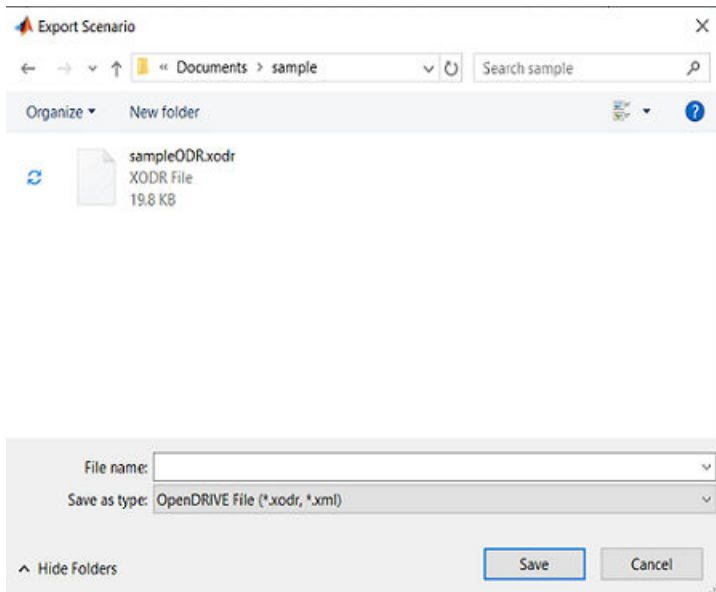 Export Scenario
« Documents > sample
Search sample
Organize
New folder
sampleODR.xodr
XODR File
19.8 KB
File name:
Save as type: OpenDRIVE File (*.xodr, *.xml)
Hide Folders
Save
Cancel